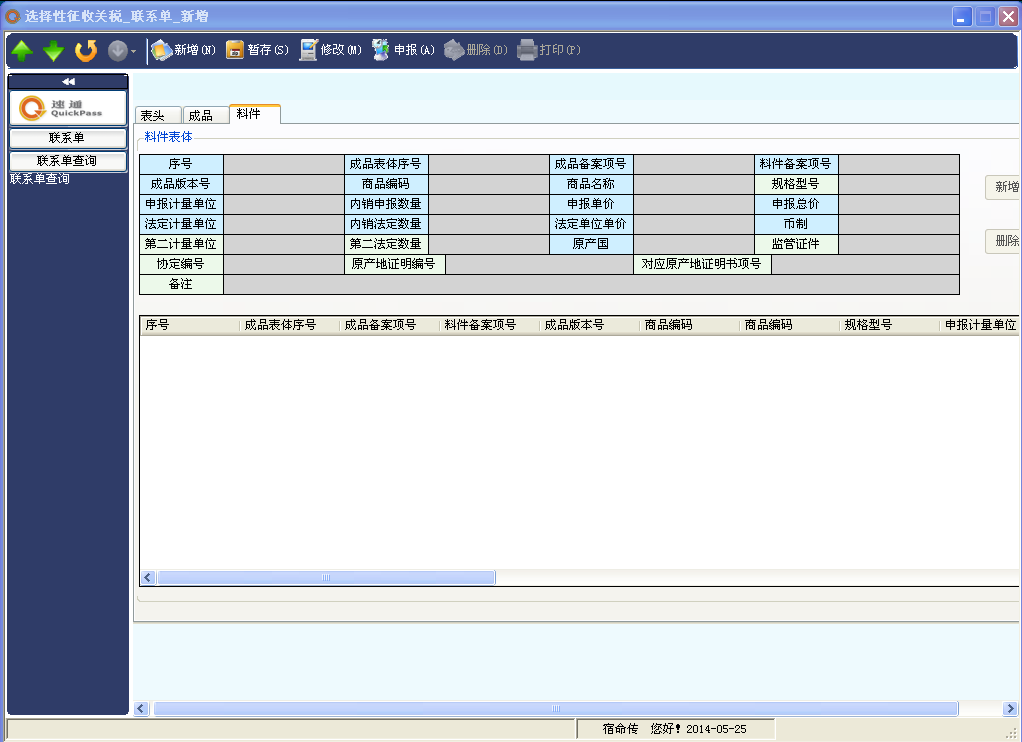 选择性征收关税_联系单_新增
新增(N) 暂存(S) 修改(M) 申报(A) 删除(D) 打印(P)
速通
QuickPass
联系单
联系单查询
联系单查询
表头 成品 料件
料件表体
序号 成品表体序号 成品备案项号 料件备案项号
成品版本号 商品编码 商品名称 规格型号
新增
申报计量单位 内销申报数量 申报单价 申报总价
法定计量单位 内销法定数量 法定单位单价 币制
第二计量单位 第二法定数量 原产国 监管证件
删除
协定编号 原产地证明编号 对应原产地证明书项号
备注
序号 成品表体序号 成品备案项号 料件备案项号 成品版本号 商品编码 商品编码 规格型号 申报计量单位
宿命传 您好! 2014-05-25